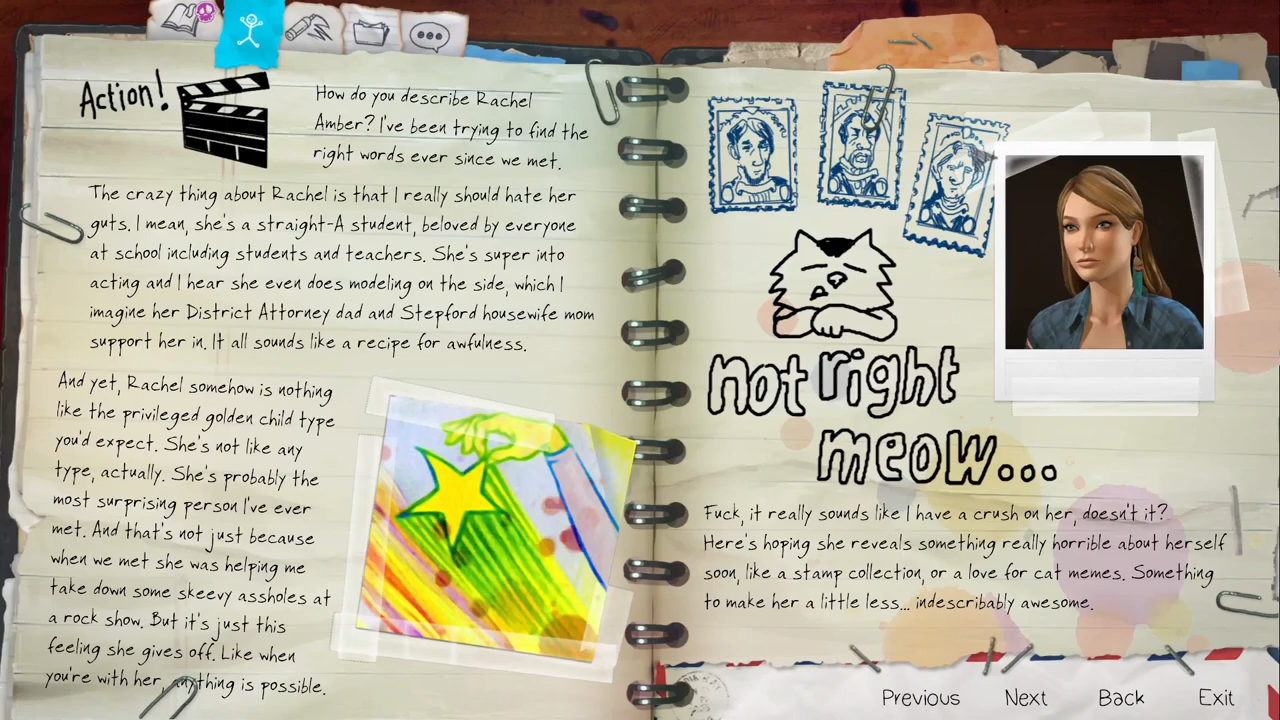 Action!
How do you describe Rachel
Amber? I've been trying to find the
right words ever since we met.
The crazy thing about Rachel is that I really should hate her
guts. I mean, she's a straight-A student, beloved by everyone
at school including students and teachers. She's super into
acting and I hear she even does modeling on the side, which I
imagine her District Attorney dad and Stepford housewife mom
support her in. It all sounds like a recipe for awfulness.
And yet, Rachel somehow is nothing
like the privileged golden child type
you'd expect. She's not like any
type, actually. She's probably the
most surprising person I've ever
met. And that's not just because
when we met she was helping me
take down some skeevy assholes at
a rock show. But it's just this
feeling she gives off. Like when
you're with her, anything is possible.
not right
meow...
Fuck, it really sounds like I have a crush on her, doesn't it?
Here's hoping she reveals something really horrible about herself
soon, like a stamp collection, or a love for cat memes. Something
to make her a little less... indescribably awesome.
Previous Next Back Exit